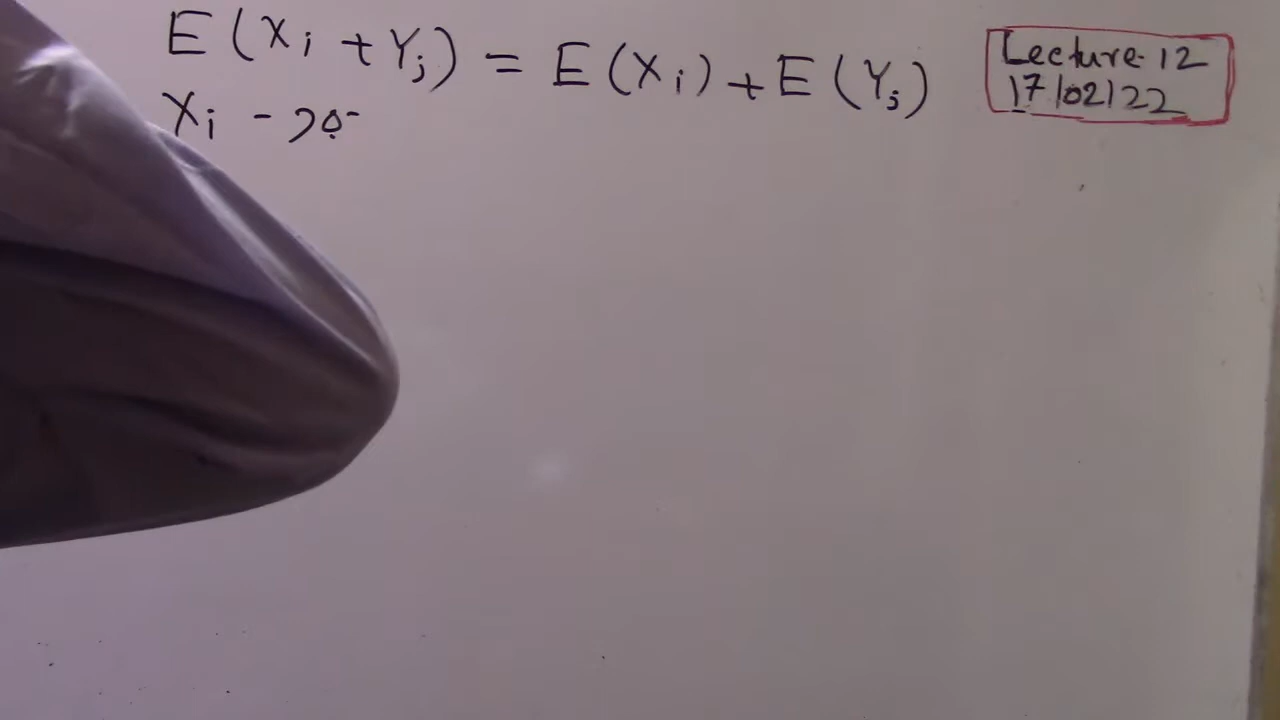 E(Xi + Yj) = E(Xi) + E(Yj)
Lecture-12
17/02/22
Xi -